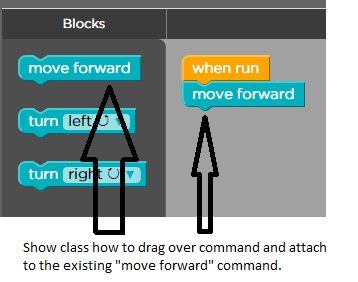 Blocks
move forward
when run
move forward
turn left ↺ ▼
turn right ↻ ▼
Show class how to drag over command and attach
to the existing "move forward" command.